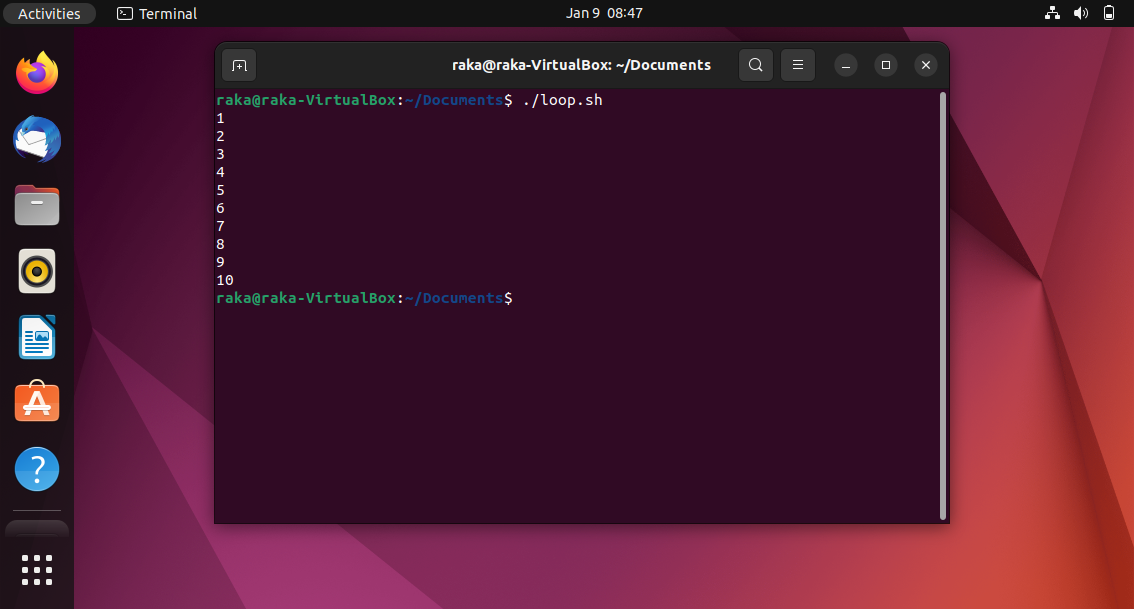 Activities Terminal Jan 9 08:47
raka@raka-VirtualBox: ~/Documents
raka@raka-VirtualBox:~/Documents$ ./loop.sh
1
2
3
4
5
6
7
8
9
10
raka@raka-VirtualBox:~/Documents$